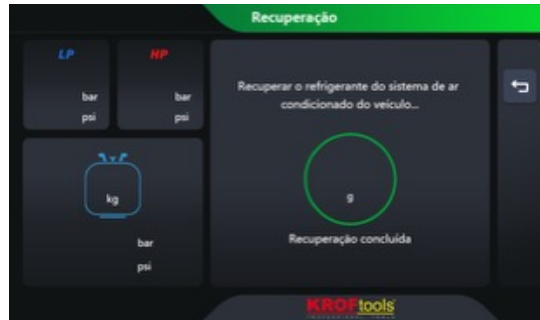 Recuperação
LP
HP
bar
bar
psi
psi
kg
bar
psi
Recuperar o refrigerante do sistema de ar
condicionado do veículo...
g
Recuperação concluída
KROFtools